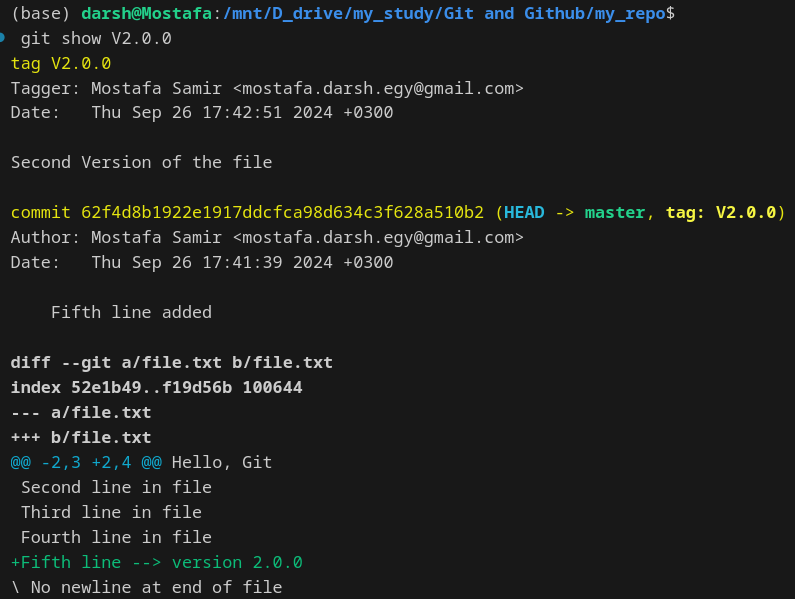 (base) darsh@Mostafa:/mnt/D_drive/my_study/Git and Github/my_repo$
git show V2.0.0
tag V2.0.0
Tagger: Mostafa Samir <mostafa.darsh.egy@gmail.com>
Date:   Thu Sep 26 17:42:51 2024 +0300

Second Version of the file

commit 62f4d8b1922e1917ddcfca98d634c3f628a510b2 (HEAD -> master, tag: V2.0.0)
Author: Mostafa Samir <mostafa.darsh.egy@gmail.com>
Date:   Thu Sep 26 17:41:39 2024 +0300

    Fifth line added

diff --git a/file.txt b/file.txt
index 52e1b49..f19d56b 100644
--- a/file.txt
+++ b/file.txt
@@ -2,3 +2,4 @@ Hello, Git
 Second line in file
 Third line in file
 Fourth line in file
+Fifth line --> version 2.0.0
\ No newline at end of file